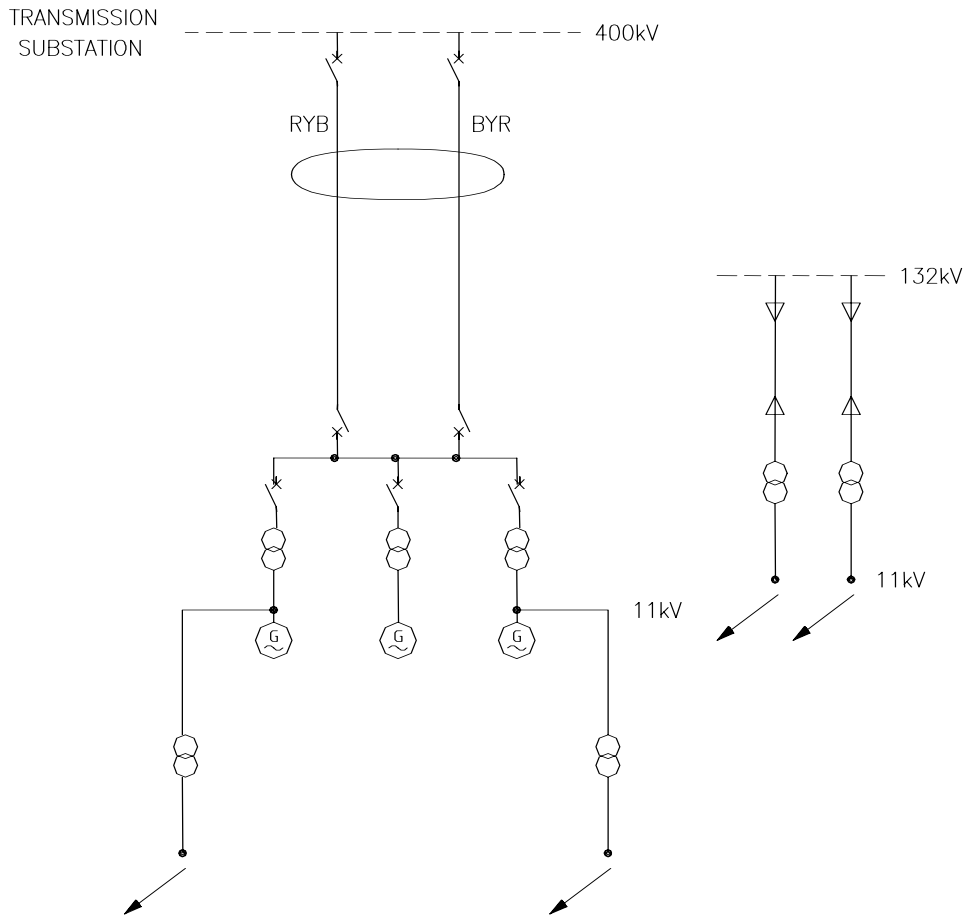 TRANSMISSION
SUBSTATION
400kV
RYB
BYR
132kV
11kV
11kV
G
G
G